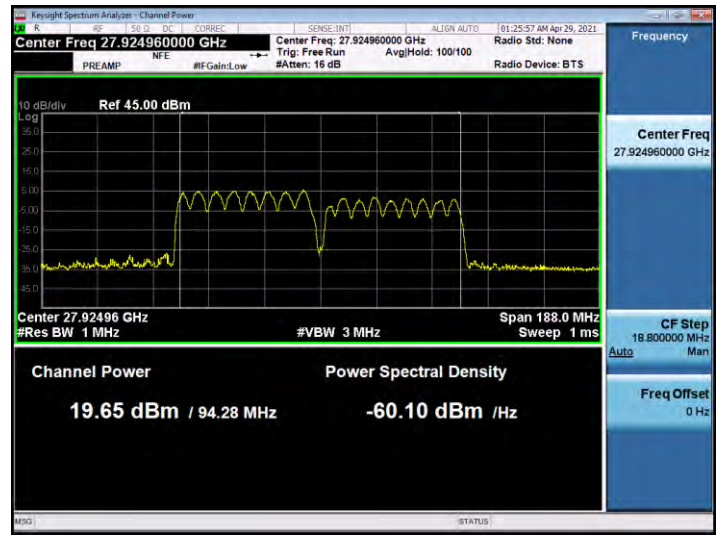 Keysight Spectrum Analyzer - Channel Power
R RF 50 Ω DC CORREC SENSE:INT ALIGN AUTO 01:25:57 AM Apr 29, 2021
Center Freq 27.924960000 GHz Center Freq: 27.924960000 GHz Radio Std: None
NFE Trig: Free Run Avg|Hold: 100/100
PREAMP #IFGain:Low #Atten: 16 dB Radio Device: BTS
Frequency
10 dB/div Ref 45.00 dBm
Log
35.0
25.0
15.0
5.00
-5.00
-15.0
-25.0
-35.0
-45.0
Center 27.92496 GHz Span 188.0 MHz
#Res BW 1 MHz #VBW 3 MHz Sweep 1 ms
Channel Power Power Spectral Density
19.65 dBm / 94.28 MHz -60.10 dBm /Hz
Center Freq
27.924960000 GHz
CF Step
18.800000 MHz
Auto Man
Freq Offset
0 Hz
MSG STATUS